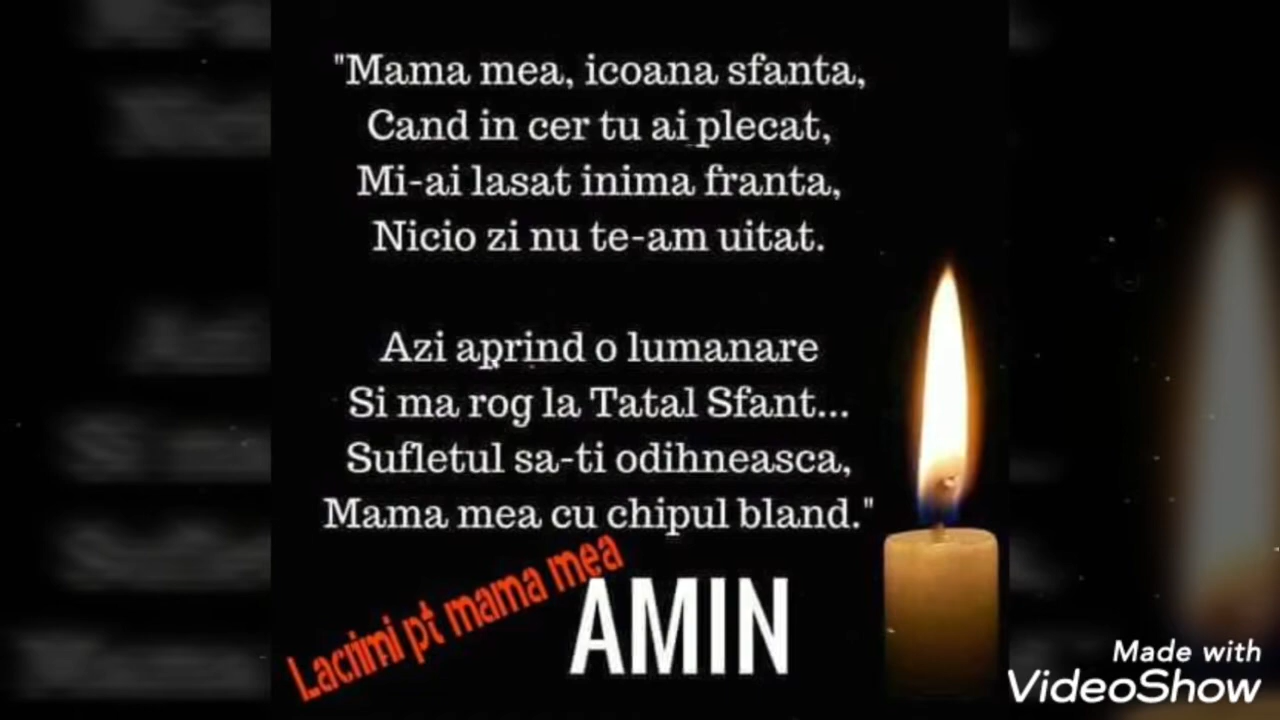 "Mama mea, icoana sfanta,
Cand in cer tu ai plecat,
Mi-ai lasat inima franta,
Nicio zi nu te-am uitat.
Azi aprind o lumanare
Si ma rog la Tatal Sfant...
Sufletul sa-ti odihneasca,
Mama mea cu chipul bland."
Lacrimi pt mama mea
AMIN
Made with
VideoShow